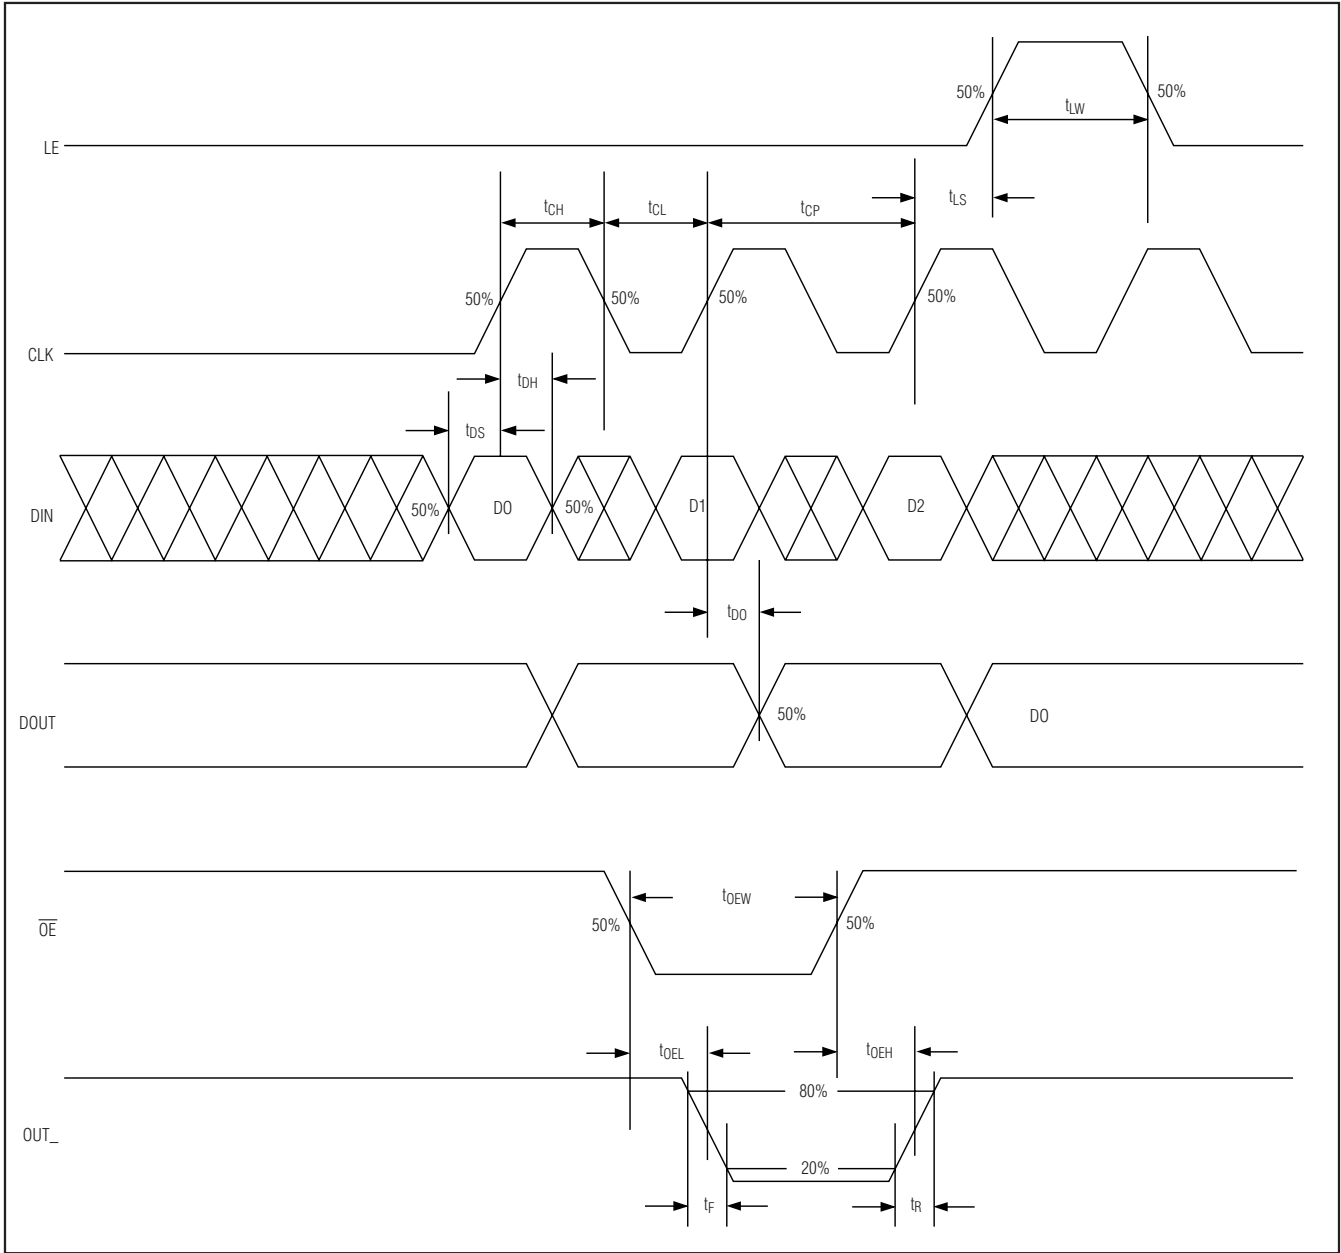 50%
50%
tLW
LE
tCH
tCL
tCP
tLS
50%
50%
50%
50%
CLK
tDH
tDS
DIN
50%
D0
50%
D1
D2
tDO
DOUT
50%
D0
tOEW
OE
50%
50%
tOEL
tOEH
80%
OUT_
20%
tF
tR